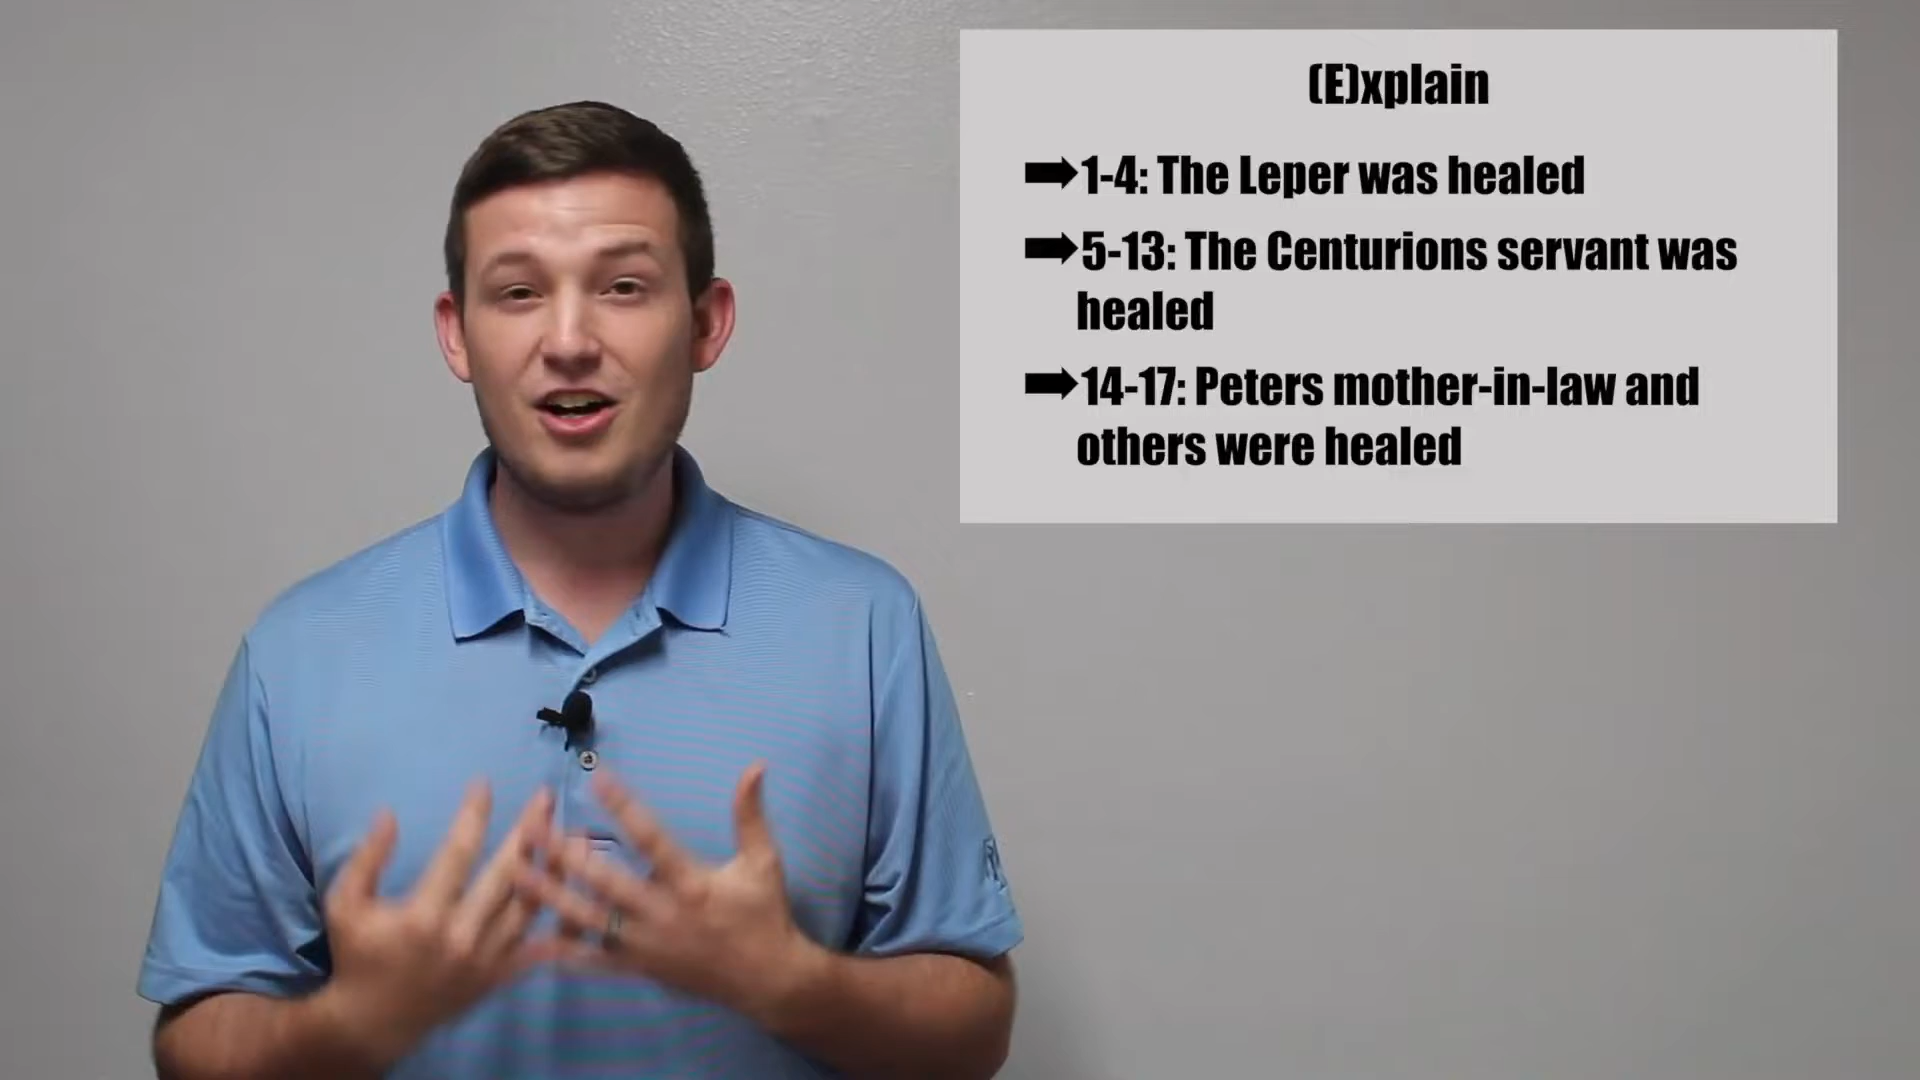 (E)xplain
➡1-4: The Leper was healed
➡5-13: The Centurions servant was
healed
➡14-17: Peters mother-in-law and
others were healed